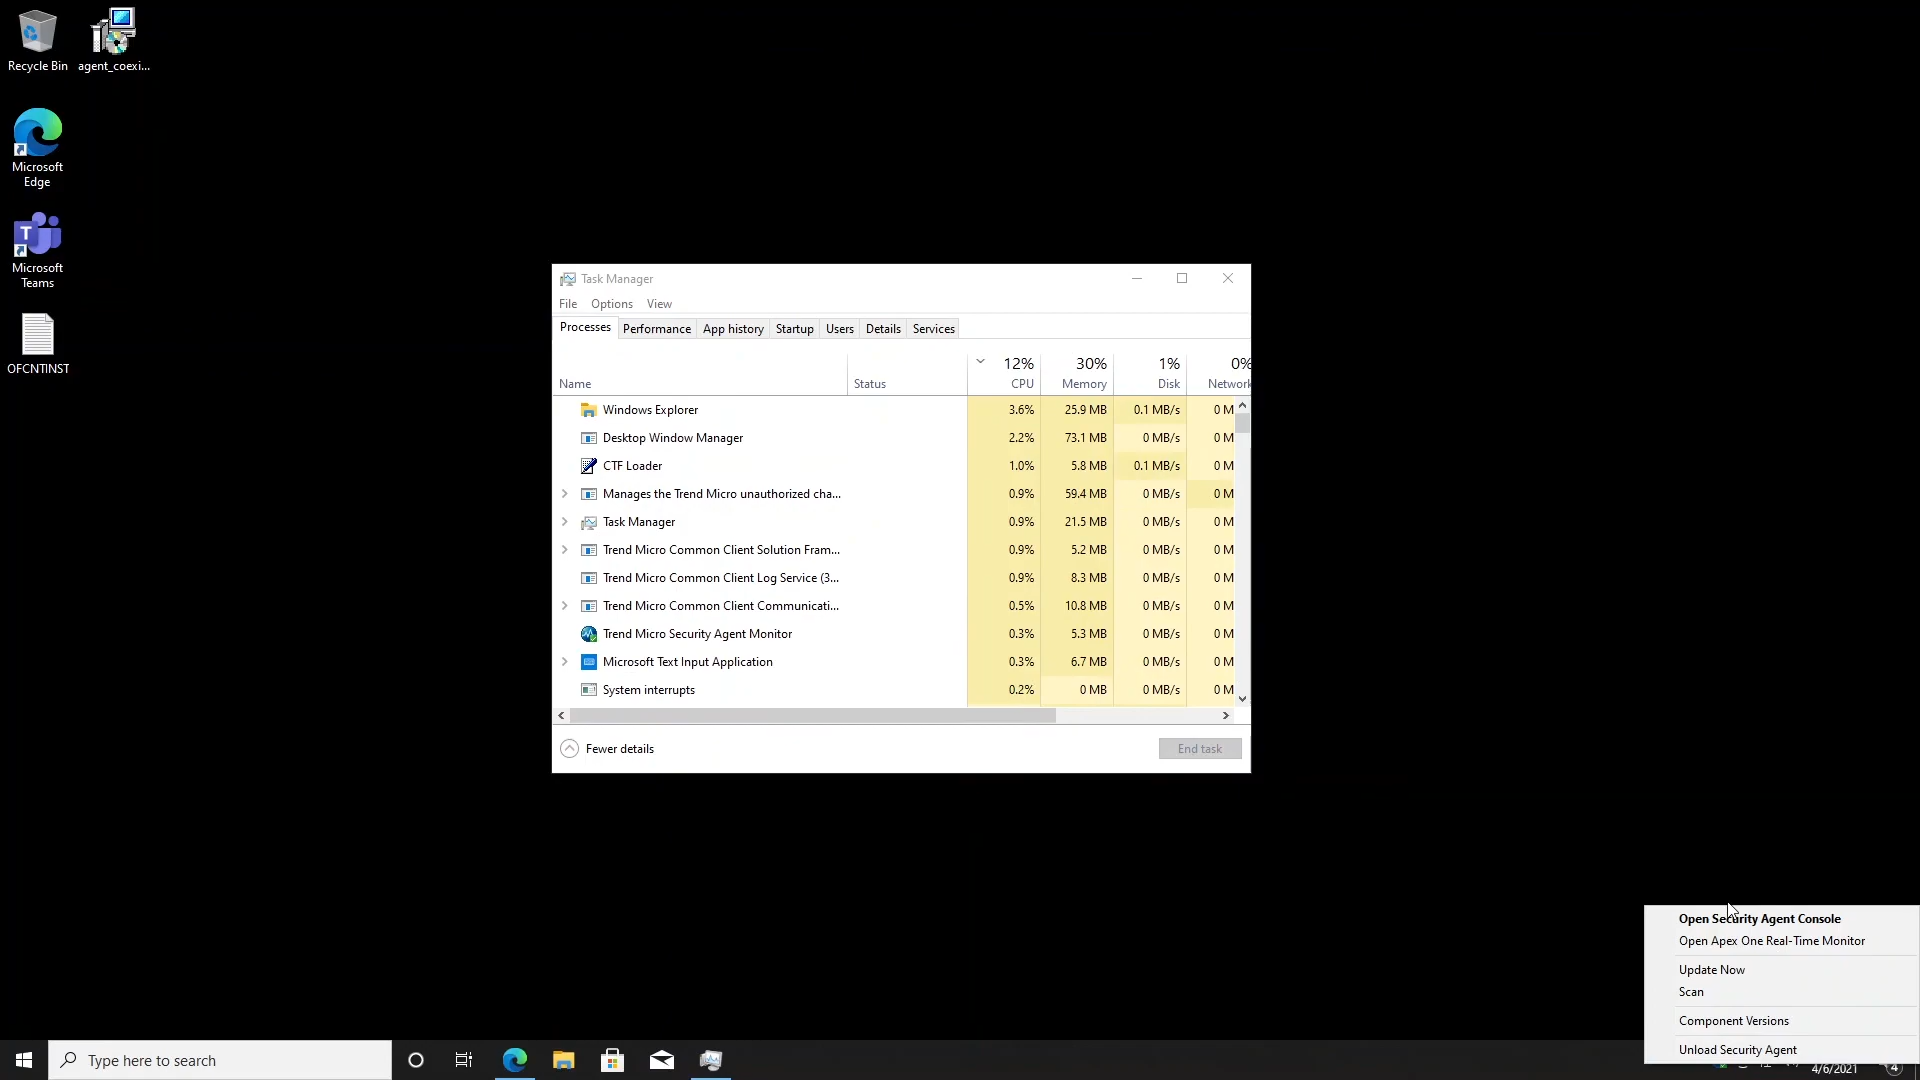 Recycle Bin
agent_coexi...
Microsoft
Edge
Microsoft
Teams
OFCNTINST
Task Manager
File Options View
Processes Performance App history Startup Users Details Services
12% 30% 1% 0%
Name Status CPU Memory Disk Network
Windows Explorer 3.6% 25.9 MB 0.1 MB/s 0 M
Desktop Window Manager 2.2% 73.1 MB 0 MB/s 0 M
CTF Loader 1.0% 5.8 MB 0.1 MB/s 0 M
Manages the Trend Micro unauthorized cha... 0.9% 59.4 MB 0 MB/s 0 M
Task Manager 0.9% 21.5 MB 0 MB/s 0 M
Trend Micro Common Client Solution Fram... 0.9% 5.2 MB 0 MB/s 0 M
Trend Micro Common Client Log Service (3... 0.9% 8.3 MB 0 MB/s 0 M
Trend Micro Common Client Communicati... 0.5% 10.8 MB 0 MB/s 0 M
Trend Micro Security Agent Monitor 0.3% 5.3 MB 0 MB/s 0 M
Microsoft Text Input Application 0.3% 6.7 MB 0 MB/s 0 M
System interrupts 0.2% 0 MB 0 MB/s 0 M
Fewer details End task
Open Security Agent Console
Open Apex One Real-Time Monitor
Update Now
Scan
Component Versions
Unload Security Agent
Type here to search
4/6/2021 4